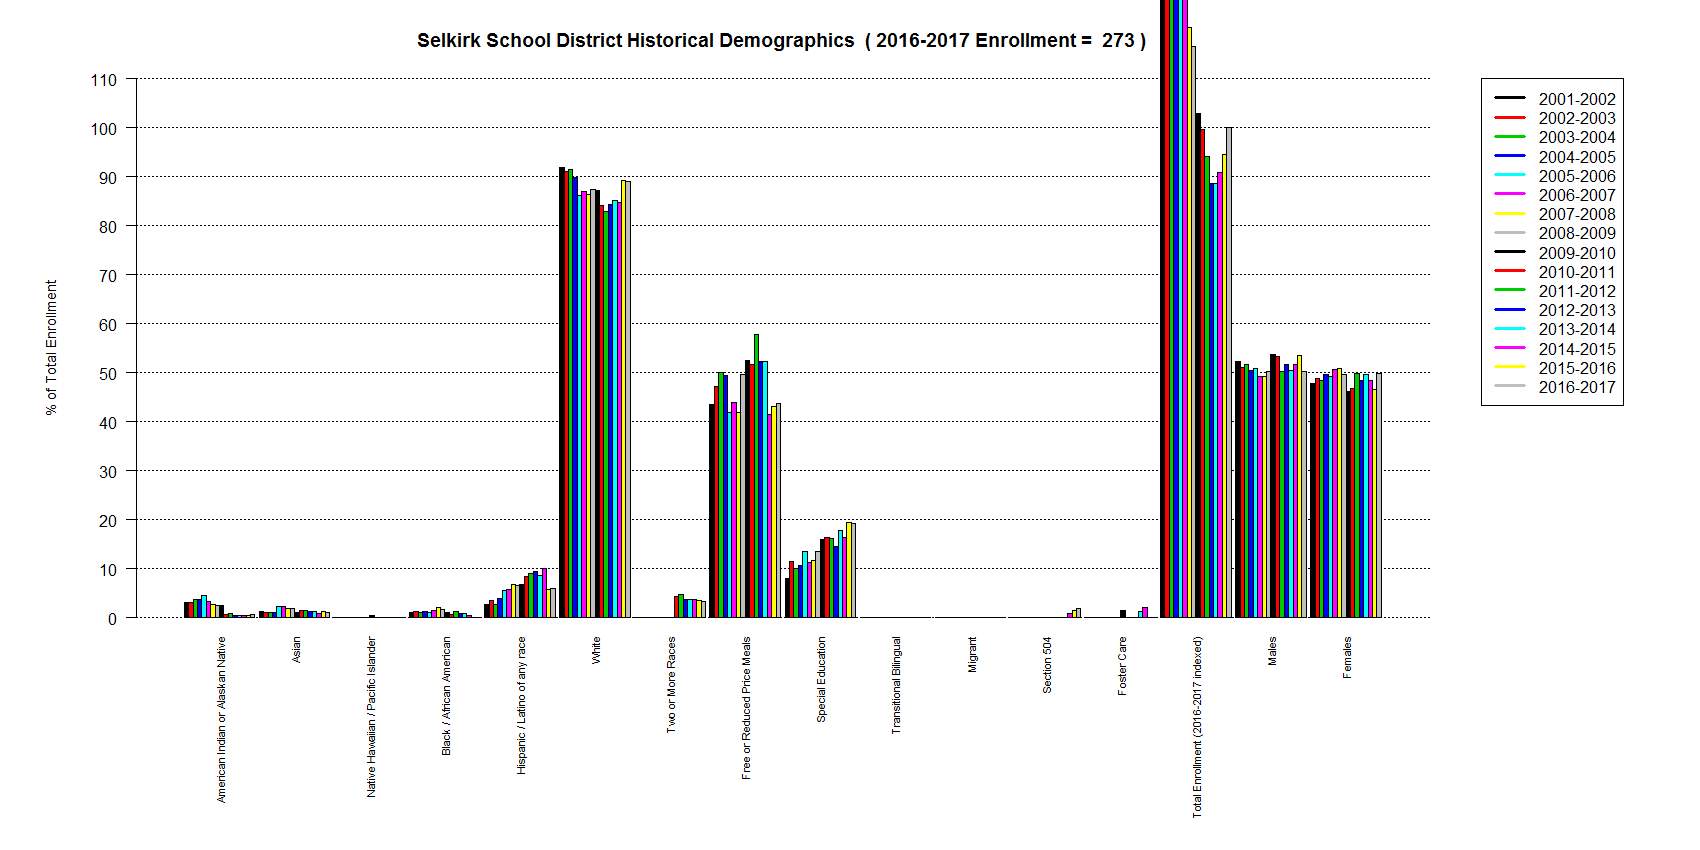 Selkirk School District Historical Demographics ( 2016-2017 Enrollment = 273 )
% of Total Enrollment
110
100
90
80
70
60
50
40
30
20
10
0
American Indian or Alaskan Native
Asian
Native Hawaiian / Pacific Islander
Black / African American
Hispanic / Latino of any race
White
Two or More Races
Free or Reduced Price Meals
Special Education
Transitional Bilingual
Migrant
Section 504
Foster Care
Total Enrollment (2016-2017 indexed)
Males
Females
2001-2002
2002-2003
2003-2004
2004-2005
2005-2006
2006-2007
2007-2008
2008-2009
2009-2010
2010-2011
2011-2012
2012-2013
2013-2014
2014-2015
2015-2016
2016-2017